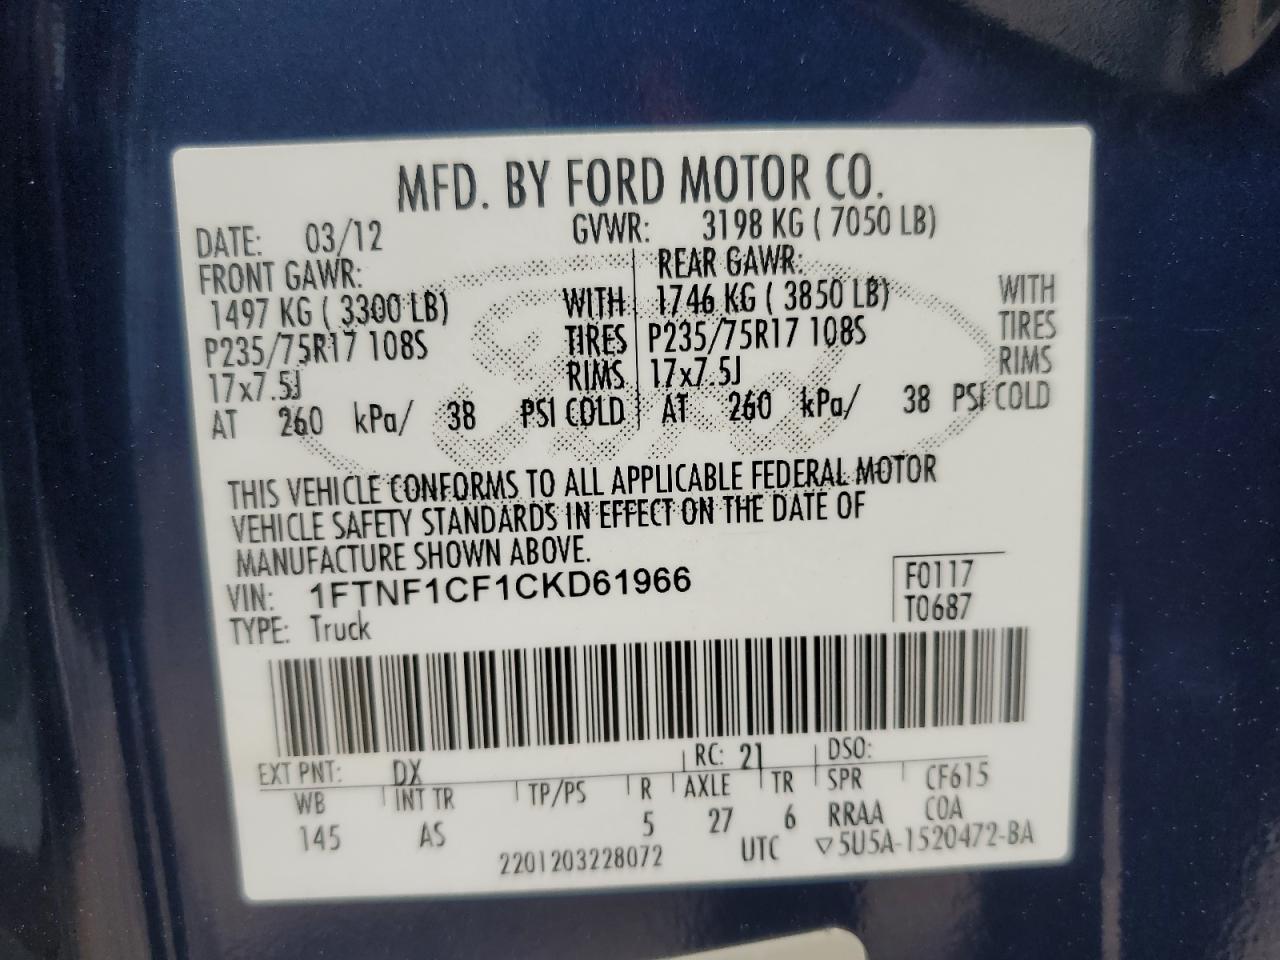 MFD. BY FORD MOTOR CO.
DATE: 03/12 GVWR: 3198 KG ( 7050 LB)
FRONT GAWR: REAR GAWR:
1497 KG ( 3300 LB) WITH 1746 KG ( 3850 LB) WITH
P235/75R17 108S TIRES P235/75R17 108S TIRES
17x7.5J RIMS 17x7.5J RIMS
AT 260 kPa/ 38 PSI COLD AT 260 kPa/ 38 PSI COLD
THIS VEHICLE CONFORMS TO ALL APPLICABLE FEDERAL MOTOR
VEHICLE SAFETY STANDARDS IN EFFECT ON THE DATE OF
MANUFACTURE SHOWN ABOVE.
VIN: 1FTNF1CF1CKD61966 F0117
TYPE: Truck T0687
EXT PNT: DX RC: 21 DSO:
WB INT TR TP/PS R AXLE TR SPR CF615
145 AS 5 27 6 RRAA COA
2201203228072 UTC ▽5U5A-1520472-BA